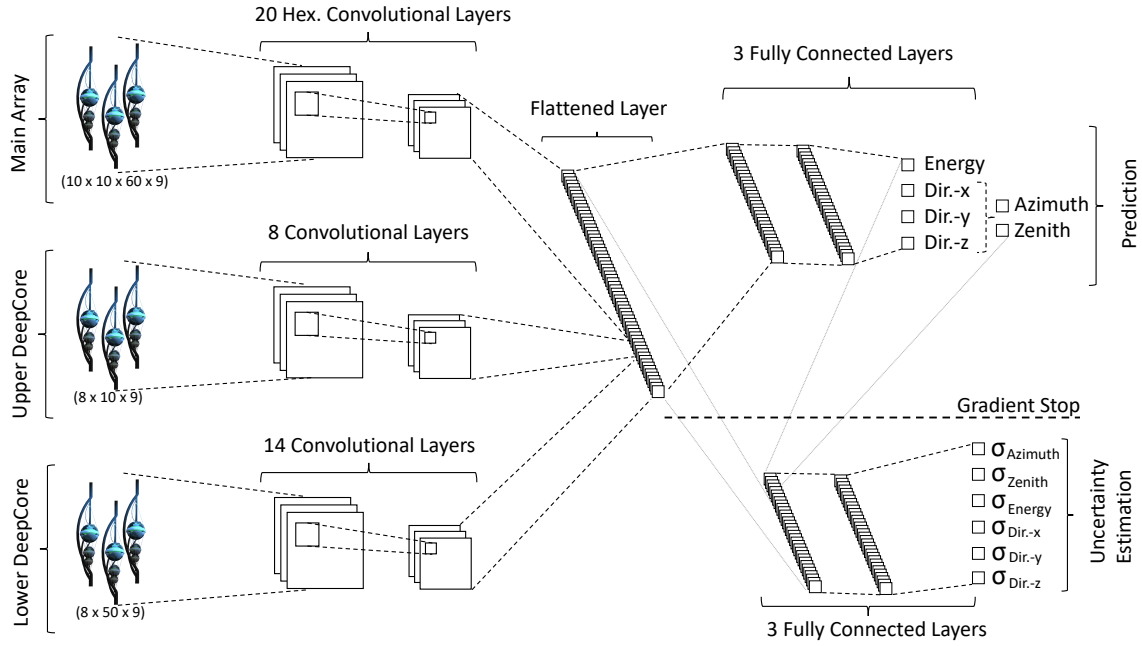 20 Hex. Convolutional Layers
Main Array
(10 x 10 x 60 x 9)
8 Convolutional Layers
Upper DeepCore
(8 x 10 x 9)
14 Convolutional Layers
Lower DeepCore
(8 x 50 x 9)
Flattened Layer
3 Fully Connected Layers
Energy
Dir.-x
Dir.-y
Dir.-z
Azimuth
Zenith
Prediction
Gradient Stop
σAzimuth
σZenith
σEnergy
σDir.-x
σDir.-y
σDir.-z
Uncertainty
Estimation
3 Fully Connected Layers